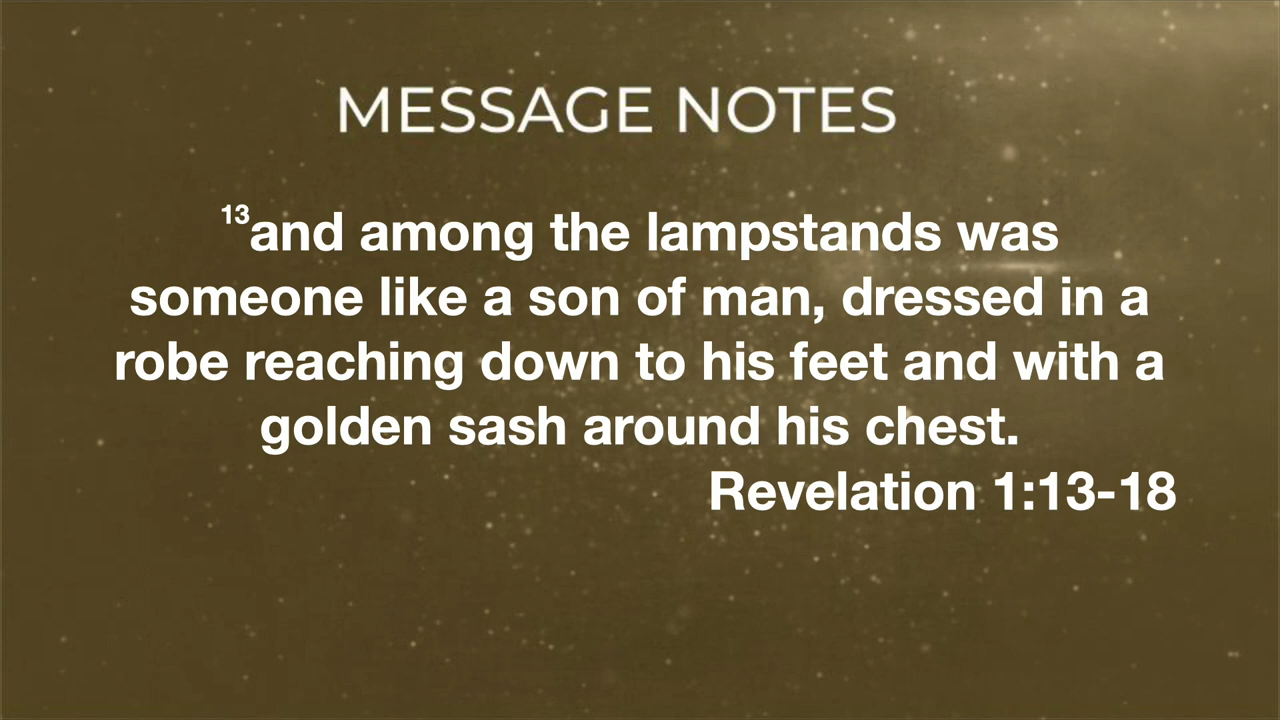 MESSAGE NOTES
13and among the lampstands was
someone like a son of man, dressed in a
robe reaching down to his feet and with a
golden sash around his chest.
Revelation 1:13-18